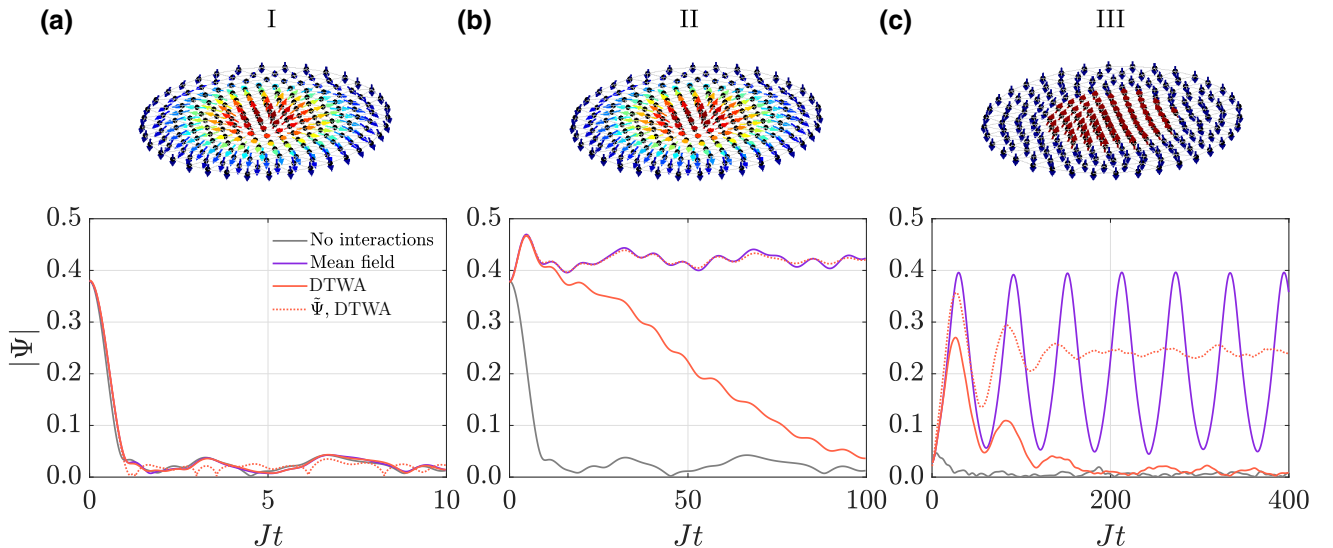 (a) I (b) II (c) III
0.5 0.5 0.5
No interactions
0.4 0.4 0.4
Mean field
DTWA
Ψ̃, DTWA
0.3 0.3 0.3
|Ψ|
0.2 0.2 0.2
0.1 0.1 0.1
0.0 0.0 0.0
0 5 10 0 50 100 0 200 400
Jt Jt Jt